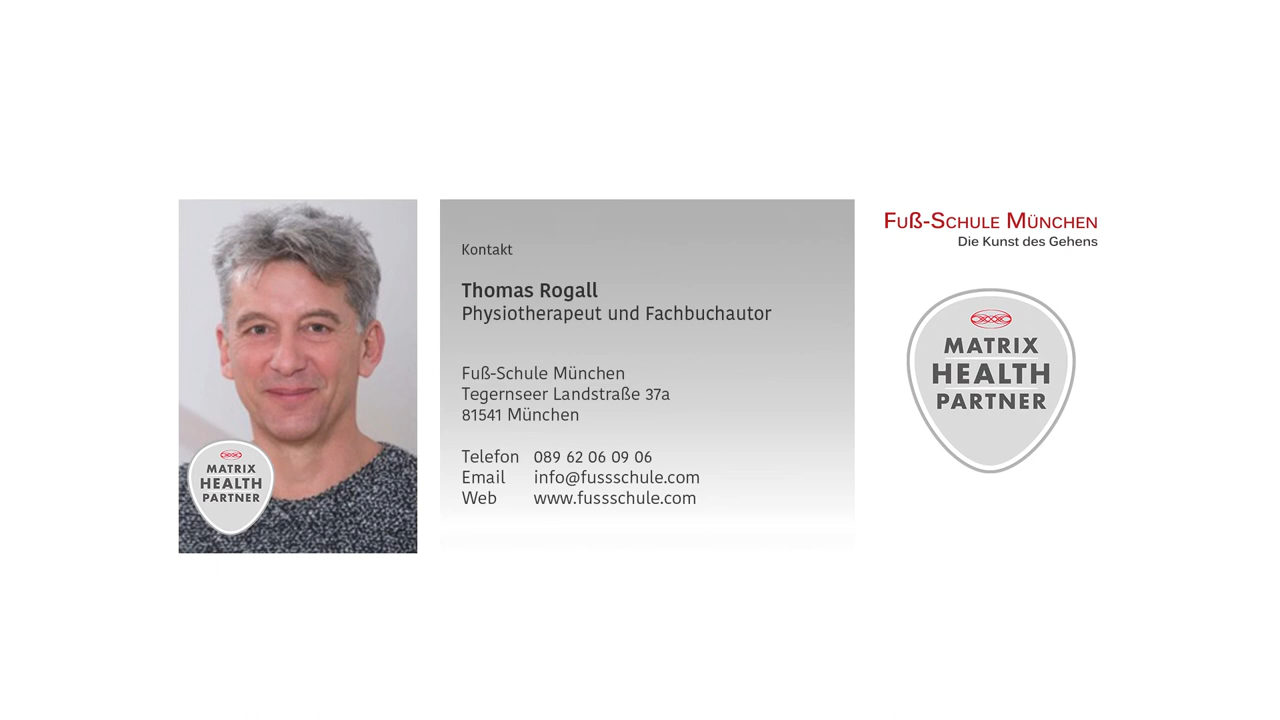 Kontakt
Thomas Rogall
Physiotherapeut und Fachbuchautor
Fuß-Schule München
Tegernseer Landstraße 37a
81541 München
Telefon 089 62 06 09 06
Email info@fussschule.com
Web www.fussschule.com
Fuß-Schule München
Die Kunst des Gehens
MATRIX
HEALTH
PARTNER
MATRIX
HEALTH
PARTNER